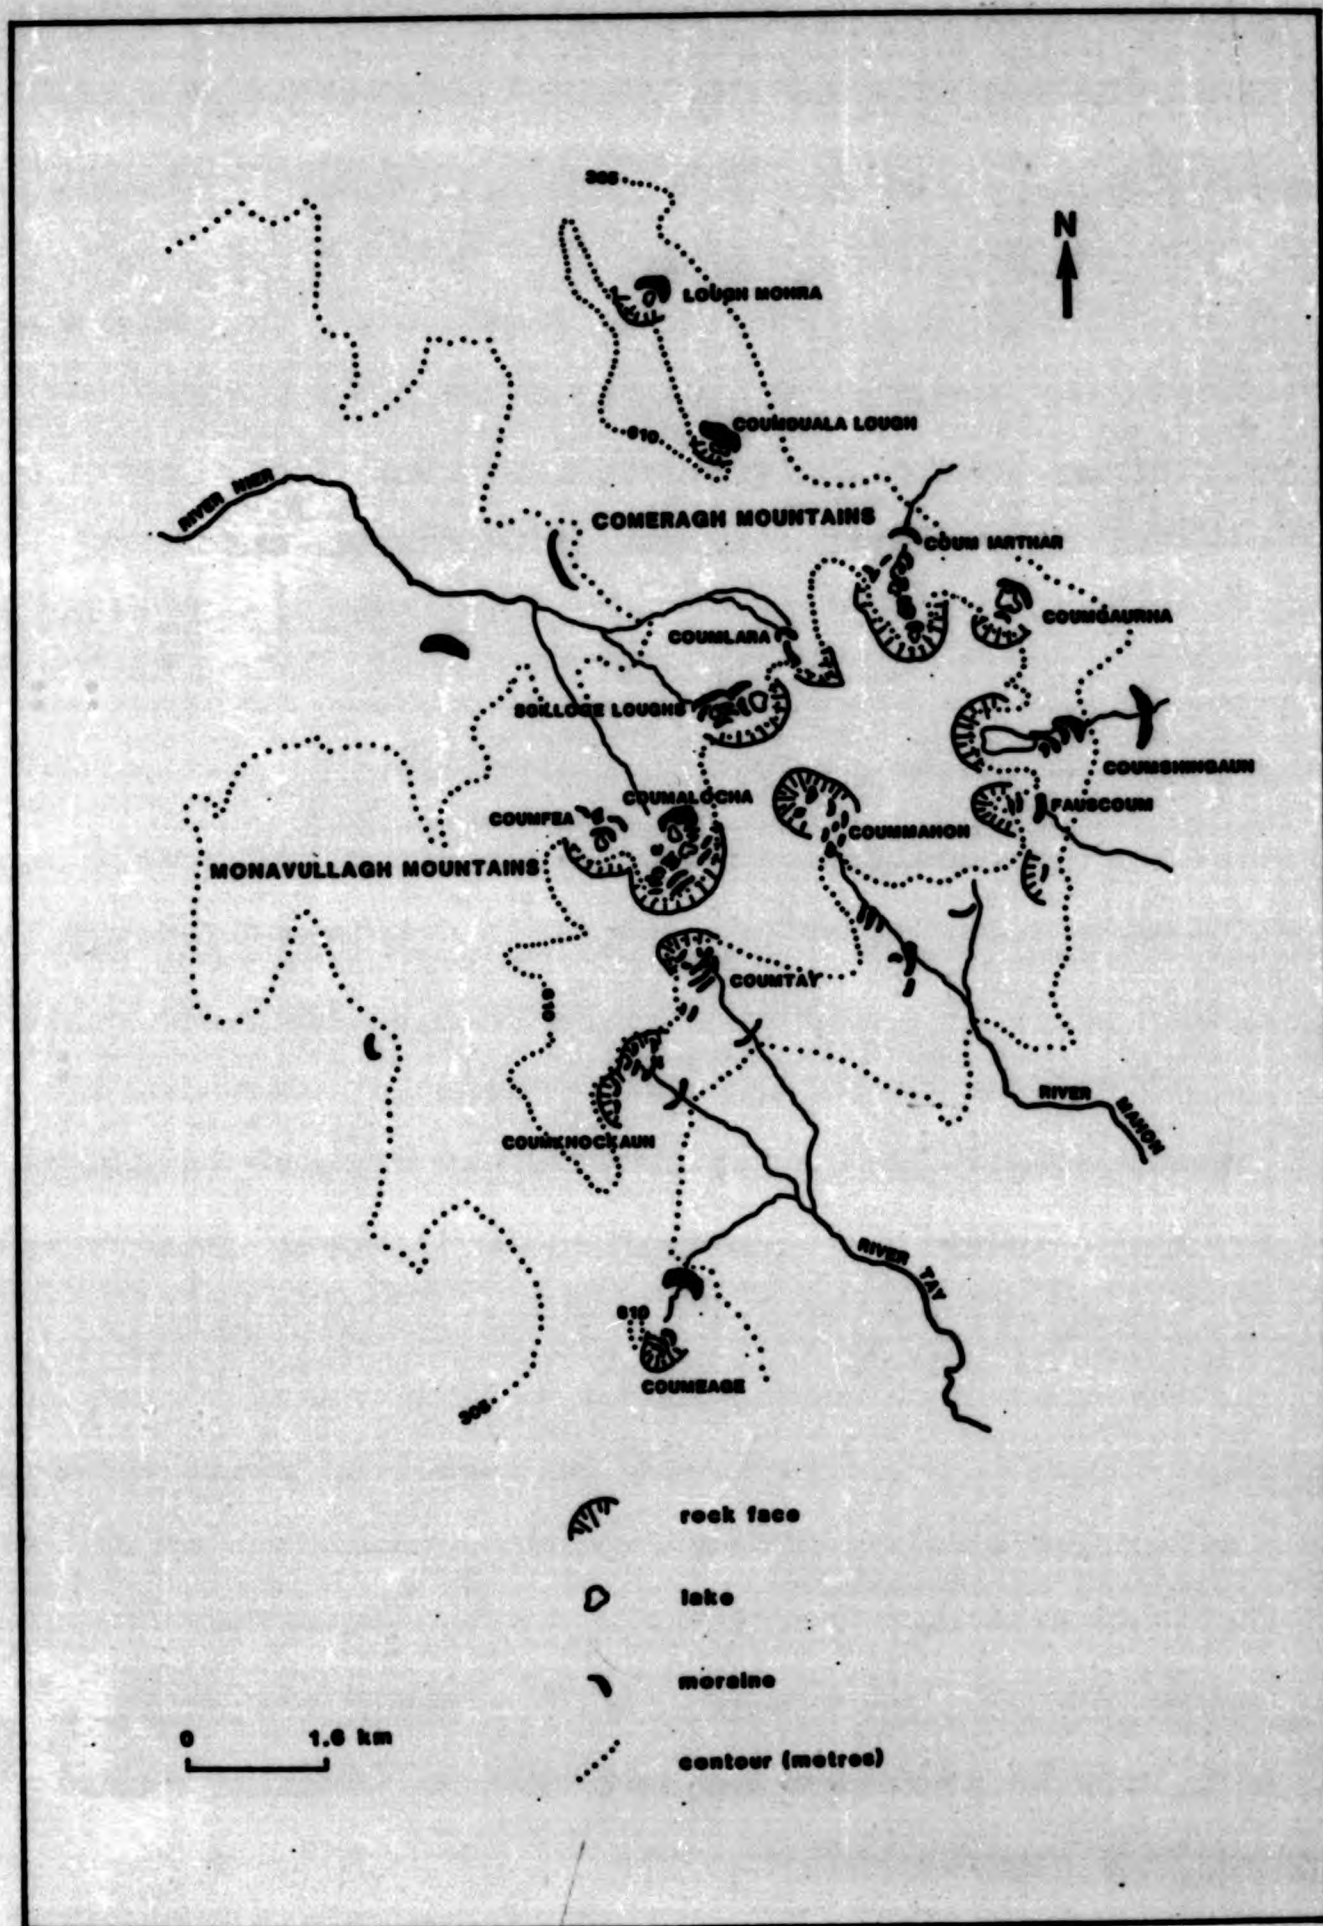 305
N
LOUGH MOHRA
COUMDUALA LOUGH
610
RIVER NIER
COMERAGH MOUNTAINS
COUM IARTHAR
COUMGAURHA
COUMLARA
SGILLOGE LOUGHS
COUMSHINGAUN
COUMALOCHA
FAUSCOUM
COUMFEA
COUMMAHON
MONAVULLAGH MOUNTAINS
COUMTAY
610
RIVER MAHON
COUMKNOCKAUN
RIVER TAY
610
COUMEAGE
305
rock face
lake
moraine
0 1.6 km
contour (metres)